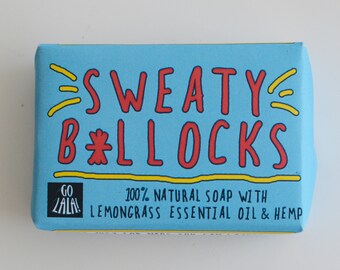 SWEATY
B*LLOCKS
GO
LALA!
100% NATURAL SOAP WITH
LEMONGRASS ESSENTIAL OIL & HEMP